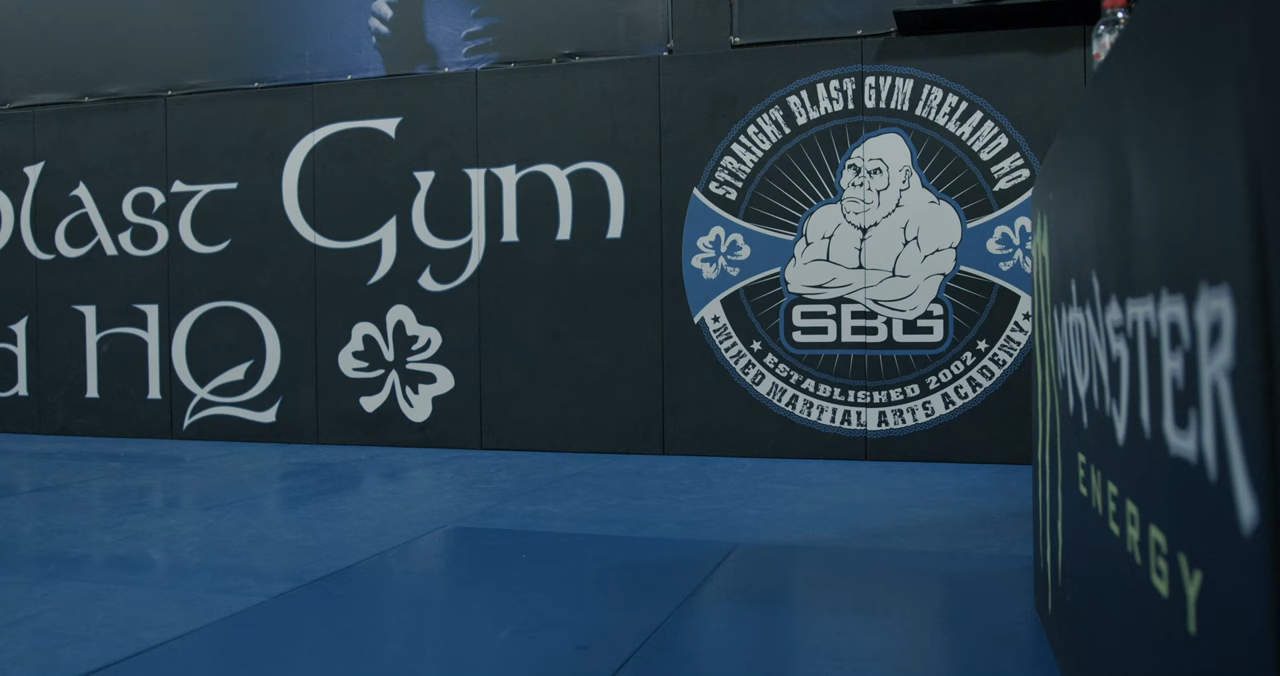 blast Gym
d HQ
STRAIGHT BLAST GYM IRELAND HQ
SBG
ESTABLISHED 2002
MIXED MARTIAL ARTS ACADEMY
MONSTER
ENERGY